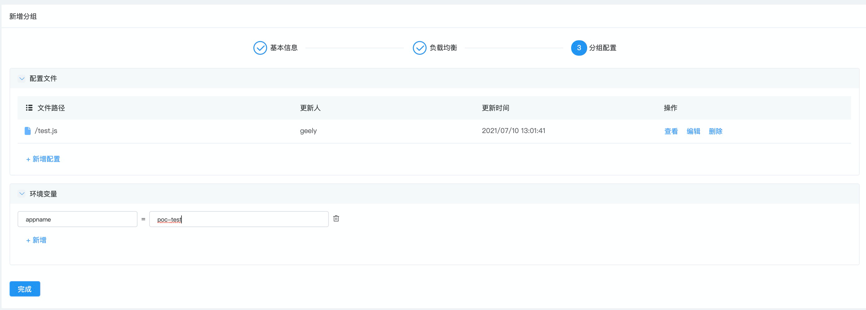 新增分组
基本信息
负载均衡
3 分组配置
配置文件
文件路径 更新人 更新时间 操作
/test.js geely 2021/07/10 13:01:41 查看 编辑 删除
+ 新增配置
环境变量
appname = poc-test
+ 新增
完成